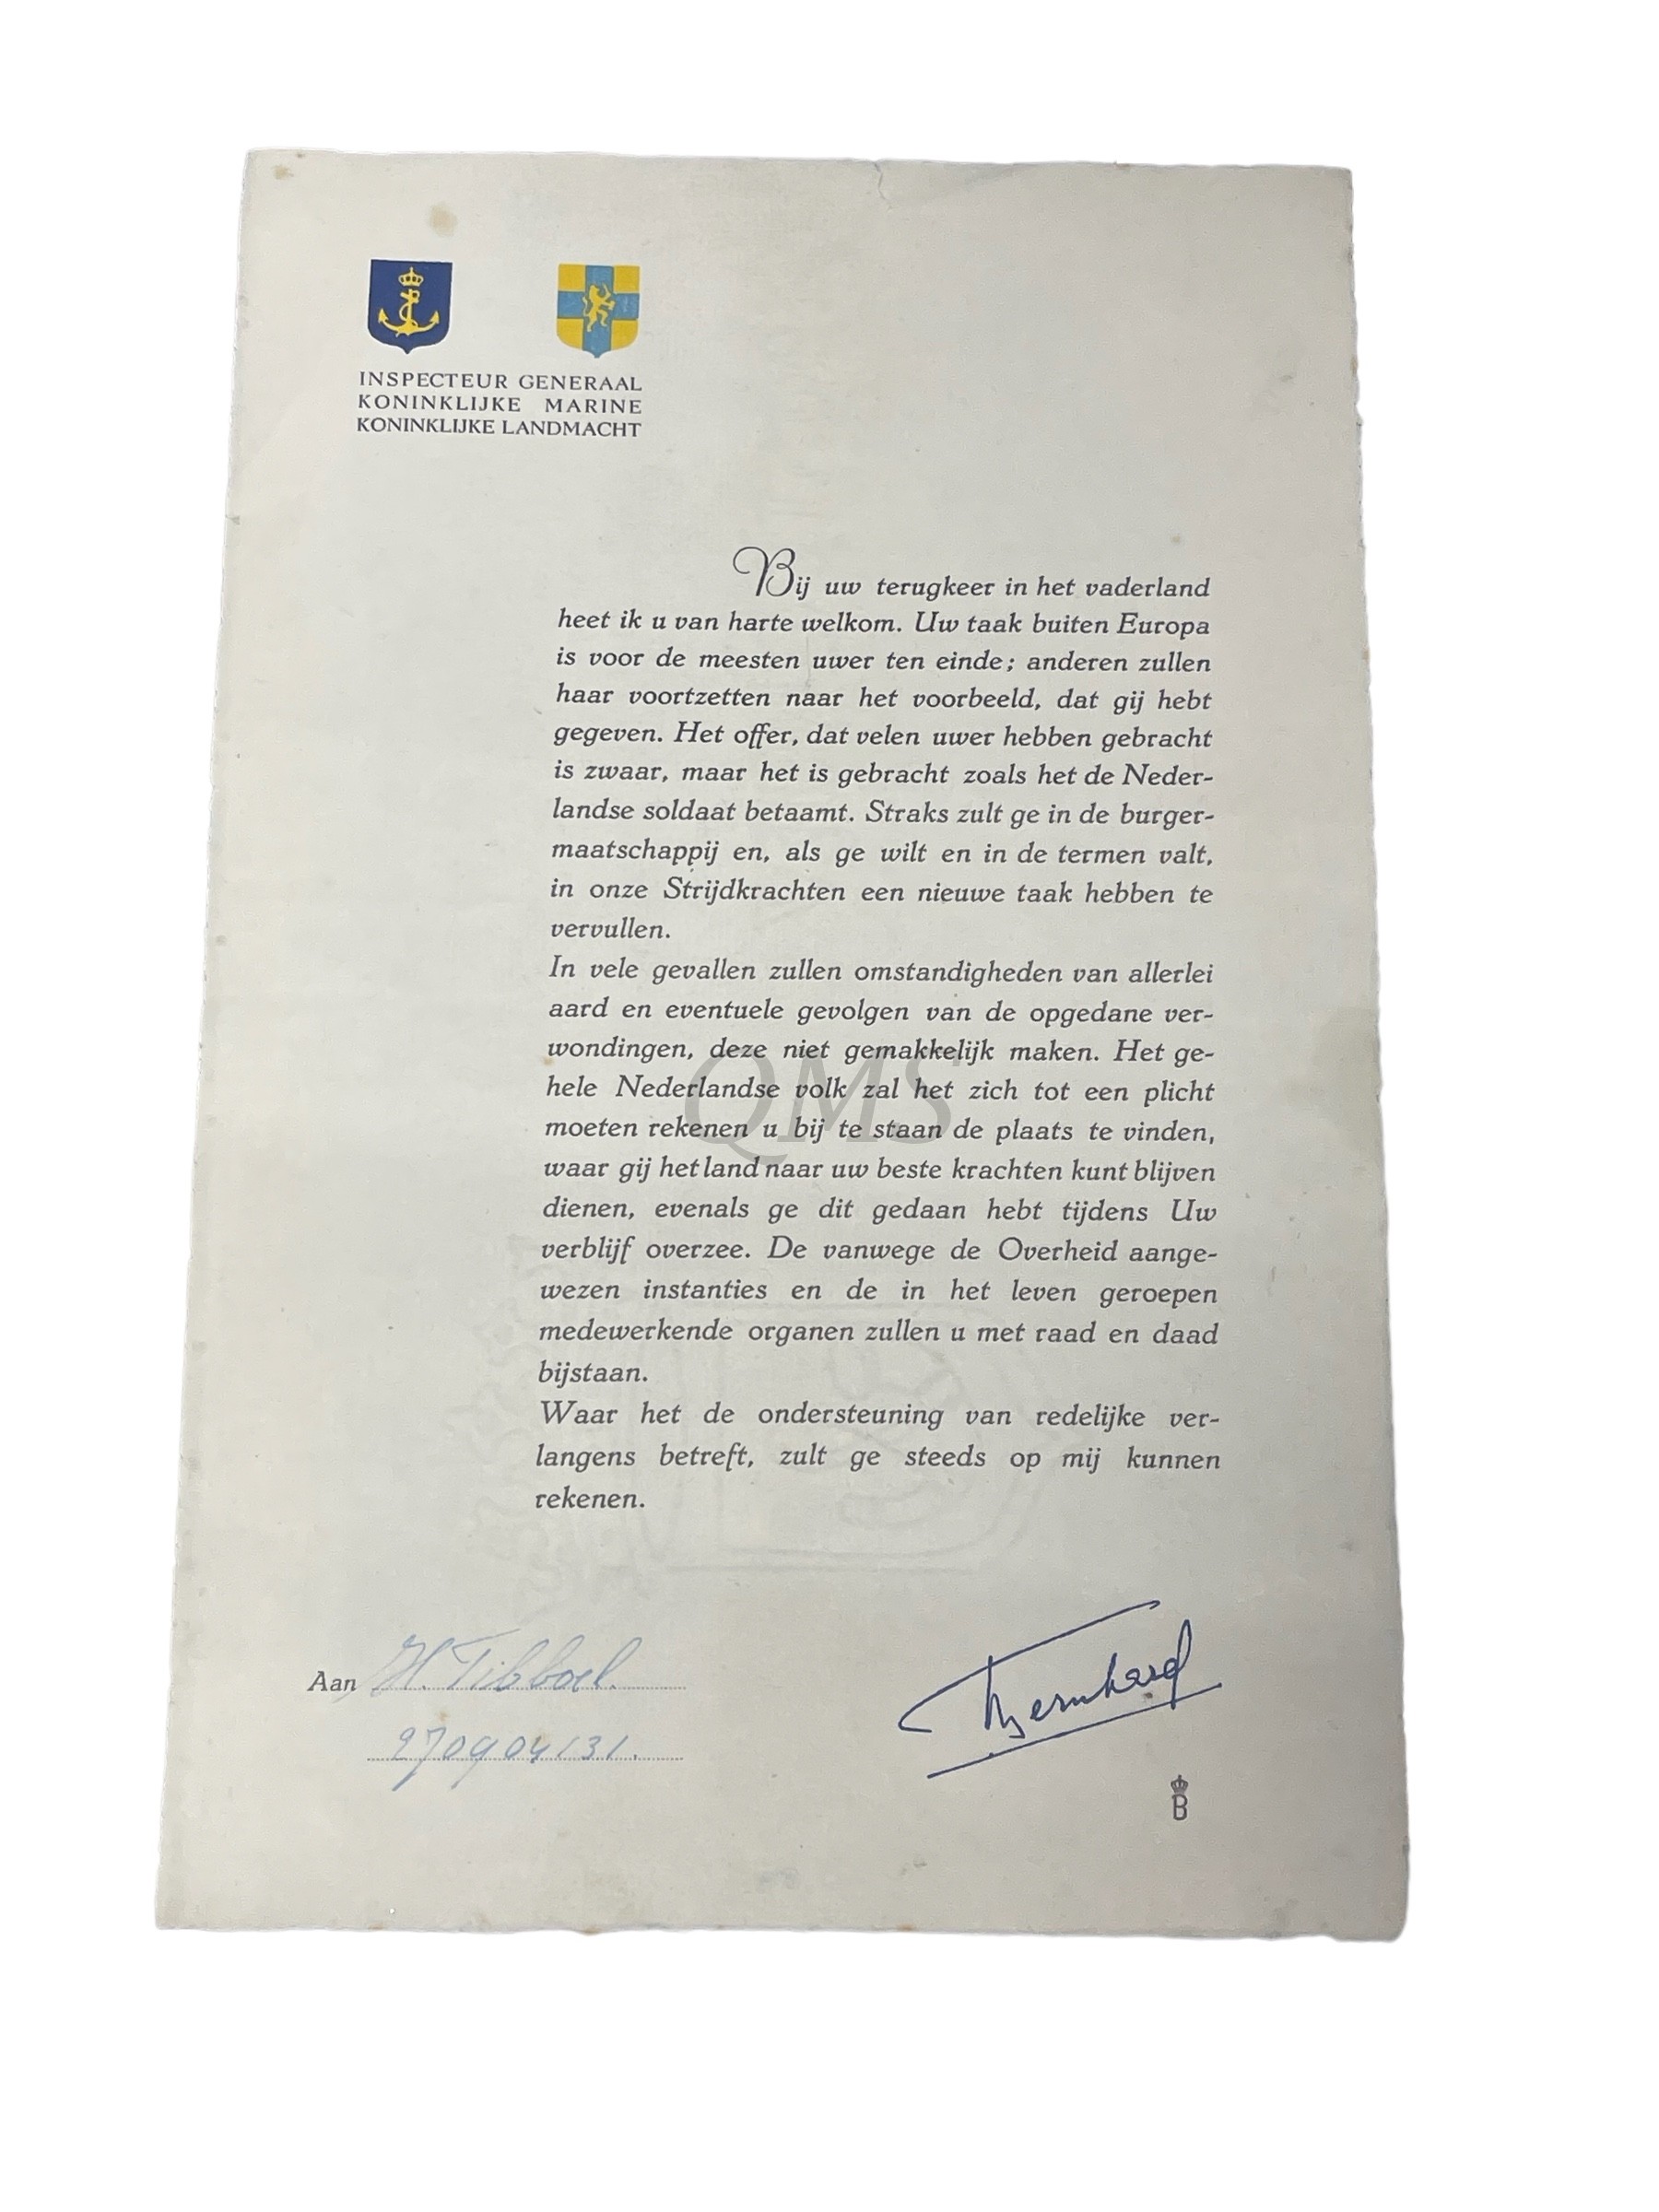 INSPECTEUR GENERAAL
KONINKLIJKE MARINE
KONINKLIJKE LANDMACHT
Bij uw terugkeer in het vaderland
heet ik u van harte welkom. Uw taak buiten Europa
is voor de meesten uwer ten einde; anderen zullen
haar voortzetten naar het voorbeeld, dat gij hebt
gegeven. Het offer, dat velen uwer hebben gebracht
is zwaar, maar het is gebracht zoals het de Neder-
landse soldaat betaamt. Straks zult ge in de burger-
maatschappij en, als ge wilt en in de termen valt,
in onze Strijdkrachten een nieuwe taak hebben te
vervullen.
In vele gevallen zullen omstandigheden van allerlei
aard en eventuele gevolgen van de opgedane ver-
wondingen, deze niet gemakkelijk maken. Het ge-
hele Nederlandse volk zal het zich tot een plicht
moeten rekenen u bij te staan de plaats te vinden,
waar gij het land naar uw beste krachten kunt blijven
dienen, evenals ge dit gedaan hebt tijdens Uw
verblijf overzee. De vanwege de Overheid aange-
wezen instanties en de in het leven geroepen
medewerkende organen zullen u met raad en daad
bijstaan.
Waar het de ondersteuning van redelijke ver-
langens betreft, zult ge steeds op mij kunnen
rekenen.
QMS
Aan H. Tibboel.
270904131.
Bernhard
B